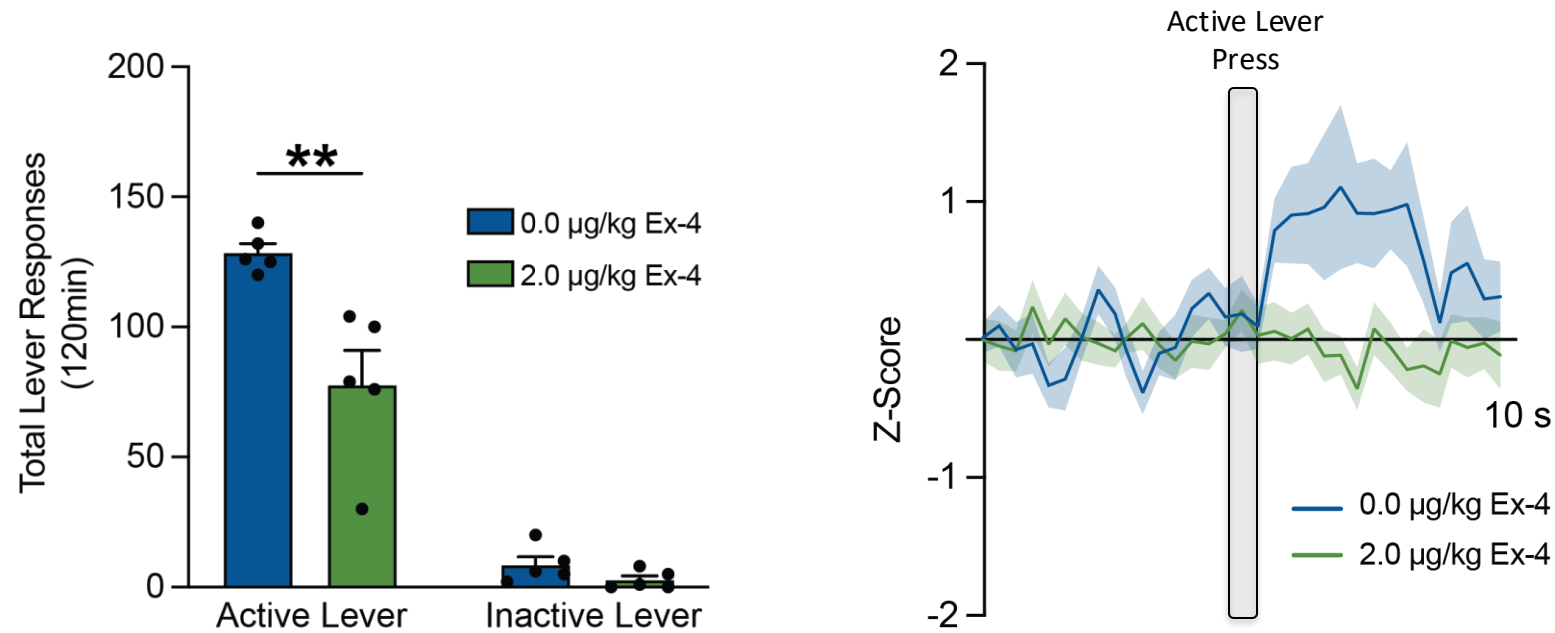 Total Lever Responses
(120min)
200
150
100
50
0
**
0.0 µg/kg Ex-4
2.0 µg/kg Ex-4
Active Lever
Inactive Lever
Active Lever
Press
Z-Score
2
1
-1
-2
10 s
0.0 µg/kg Ex-4
2.0 µg/kg Ex-4